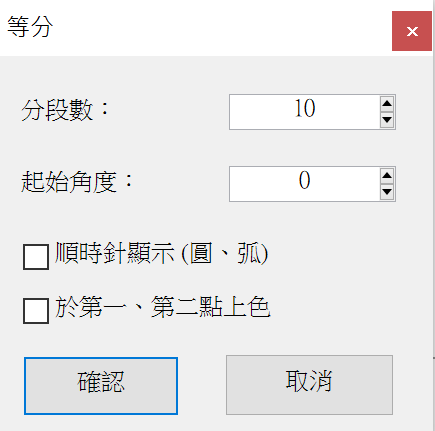 等分
分段數： 10
起始角度： 0
順時針顯示 (圓、弧)
於第一、第二點上色
確認 取消